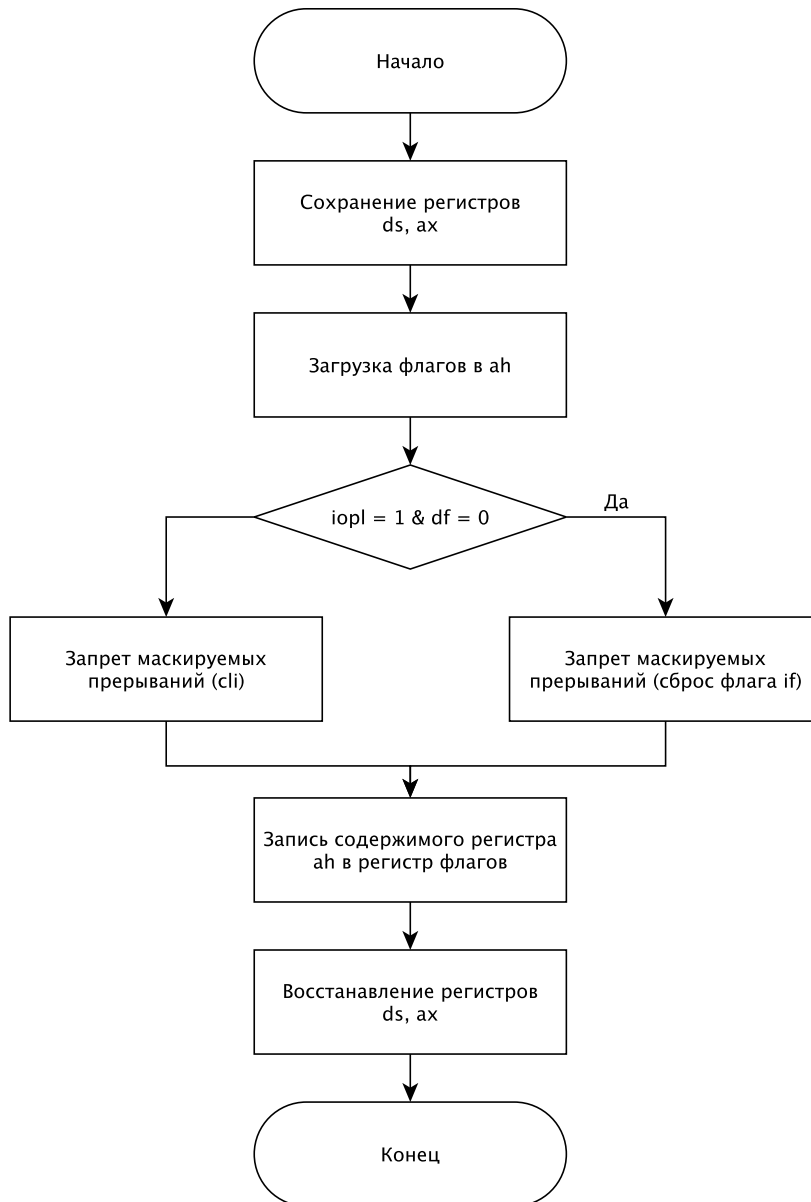 Начало
Сохранение регистров
ds, ax
Загрузка флагов в ah
iopl = 1 & df = 0
Да
Запрет маскируемых
прерываний (cli)
Запрет маскируемых
прерываний (сброс флага if)
Запись содержимого регистра
ah в регистр флагов
Восстанавление регистров
ds, ax
Конец